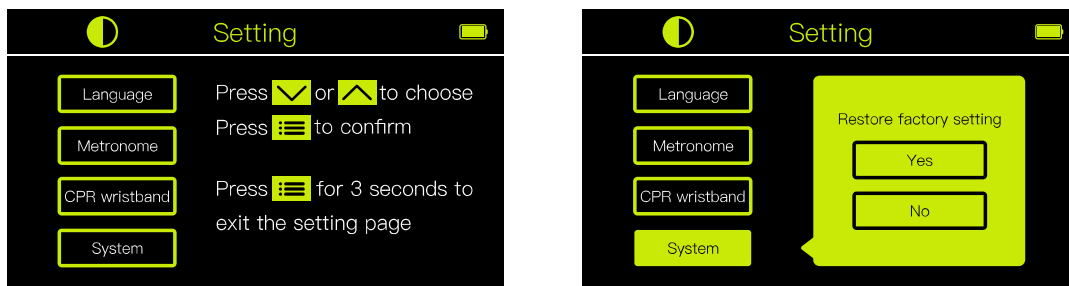 Setting
Language
Metronome
CPR wristband
System
Press or to choose
Press to confirm
Press for 3 seconds to
exit the setting page
Setting
Language
Metronome
CPR wristband
System
Restore factory setting
Yes
No